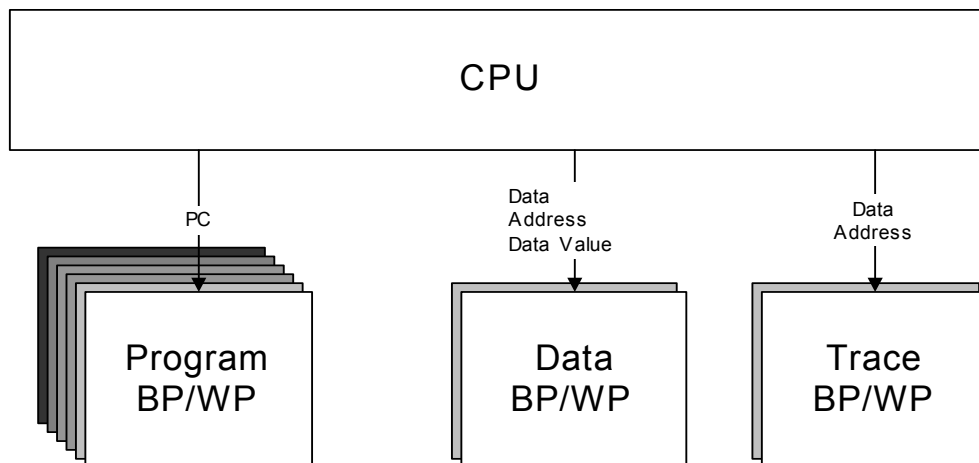 CPU
PC
Data
Address
Data Value
Data
Address
Program
BP/WP
Data
BP/WP
Trace
BP/WP